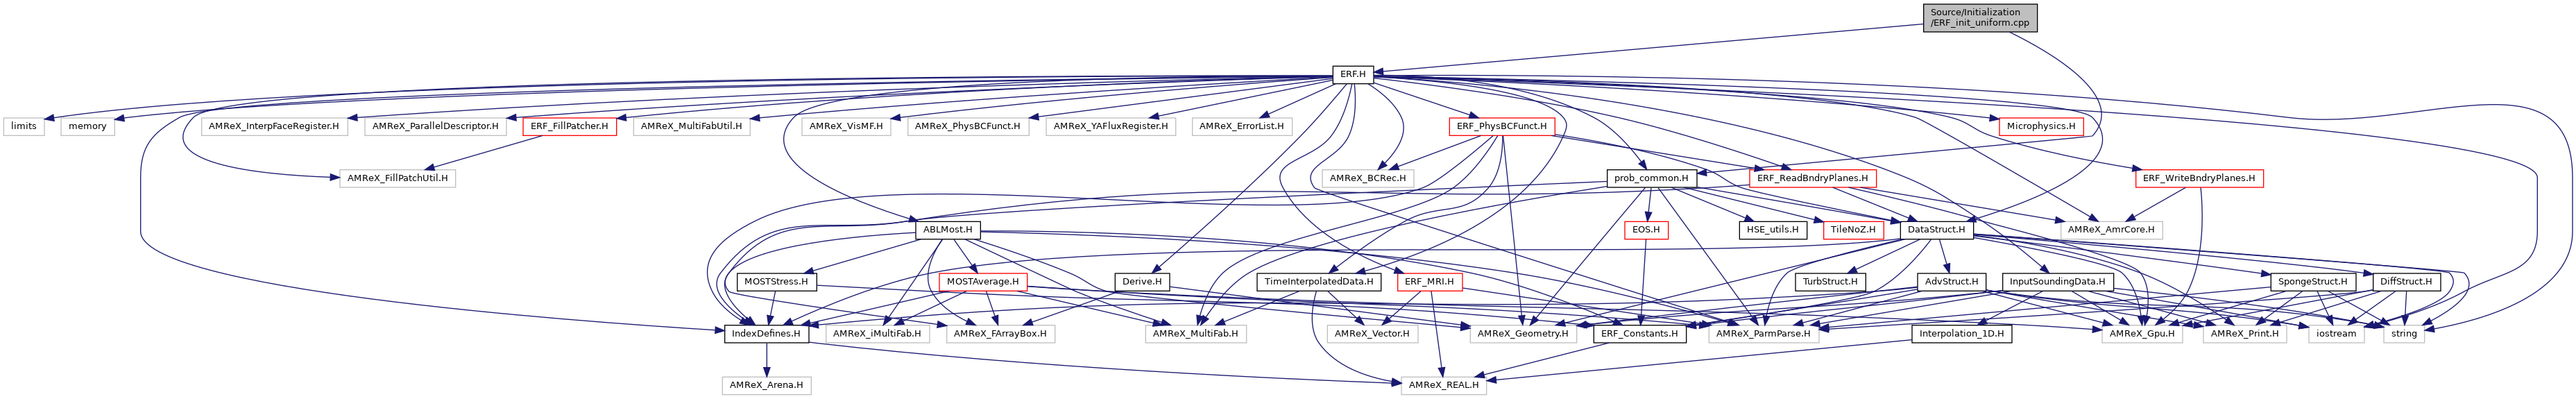 Source/Initialization
/ERF_init_uniform.cpp
ERF.H
limits
memory
AMReX_InterpFaceRegister.H
AMReX_ParallelDescriptor.H
ERF_FillPatcher.H
AMReX_MultiFabUtil.H
AMReX_VisMF.H
AMReX_PhysBCFunct.H
AMReX_YAFluxRegister.H
AMReX_ErrorList.H
ERF_PhysBCFunct.H
Microphysics.H
AMReX_FillPatchUtil.H
AMReX_BCRec.H
prob_common.H
ERF_ReadBndryPlanes.H
ERF_WriteBndryPlanes.H
ABLMost.H
EOS.H
HSE_utils.H
TileNoZ.H
DataStruct.H
AMReX_AmrCore.H
MOSTStress.H
MOSTAverage.H
Derive.H
TimeInterpolatedData.H
ERF_MRI.H
TurbStruct.H
AdvStruct.H
InputSoundingData.H
SpongeStruct.H
DiffStruct.H
IndexDefines.H
AMReX_iMultiFab.H
AMReX_FArrayBox.H
AMReX_MultiFab.H
AMReX_Vector.H
AMReX_Geometry.H
ERF_Constants.H
AMReX_ParmParse.H
Interpolation_1D.H
AMReX_Gpu.H
AMReX_Print.H
iostream
string
AMReX_Arena.H
AMReX_REAL.H